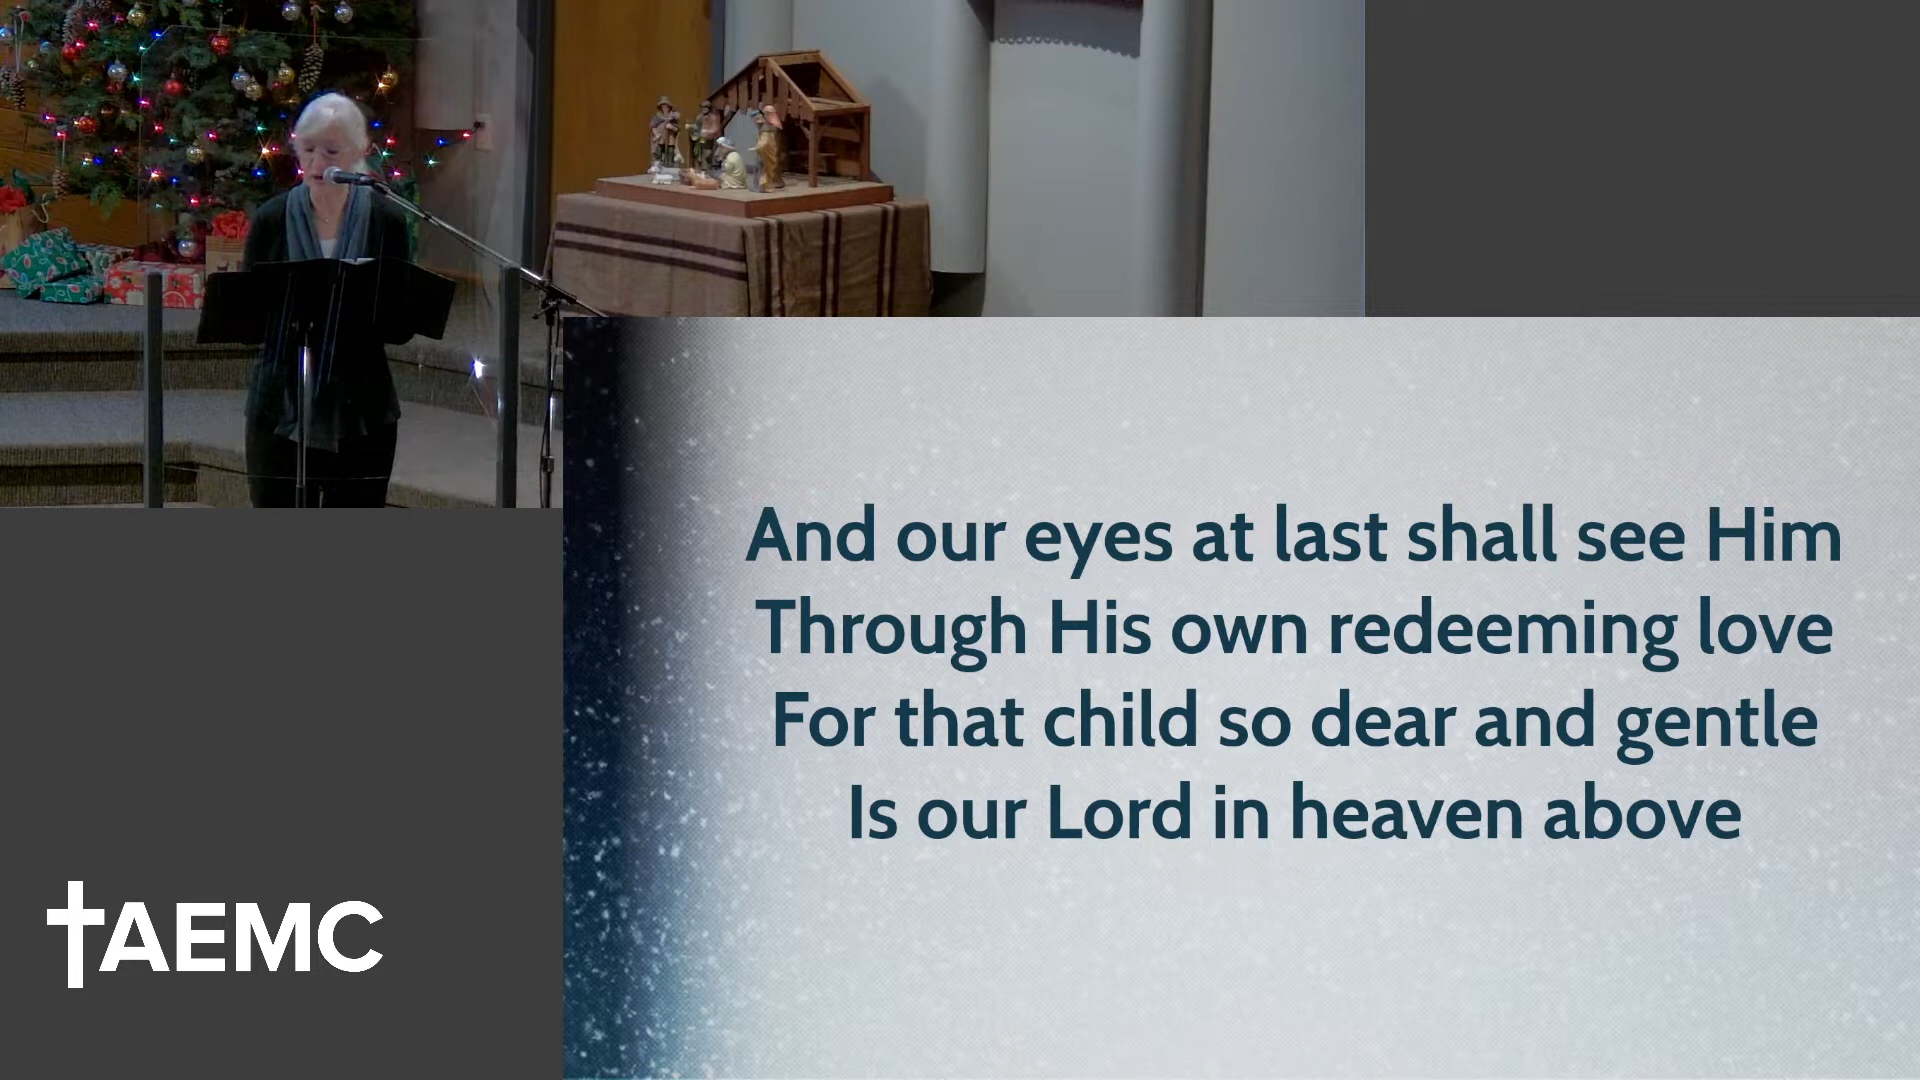 And our eyes at last shall see Him
Through His own redeeming love
For that child so dear and gentle
Is our Lord in heaven above
AEMC